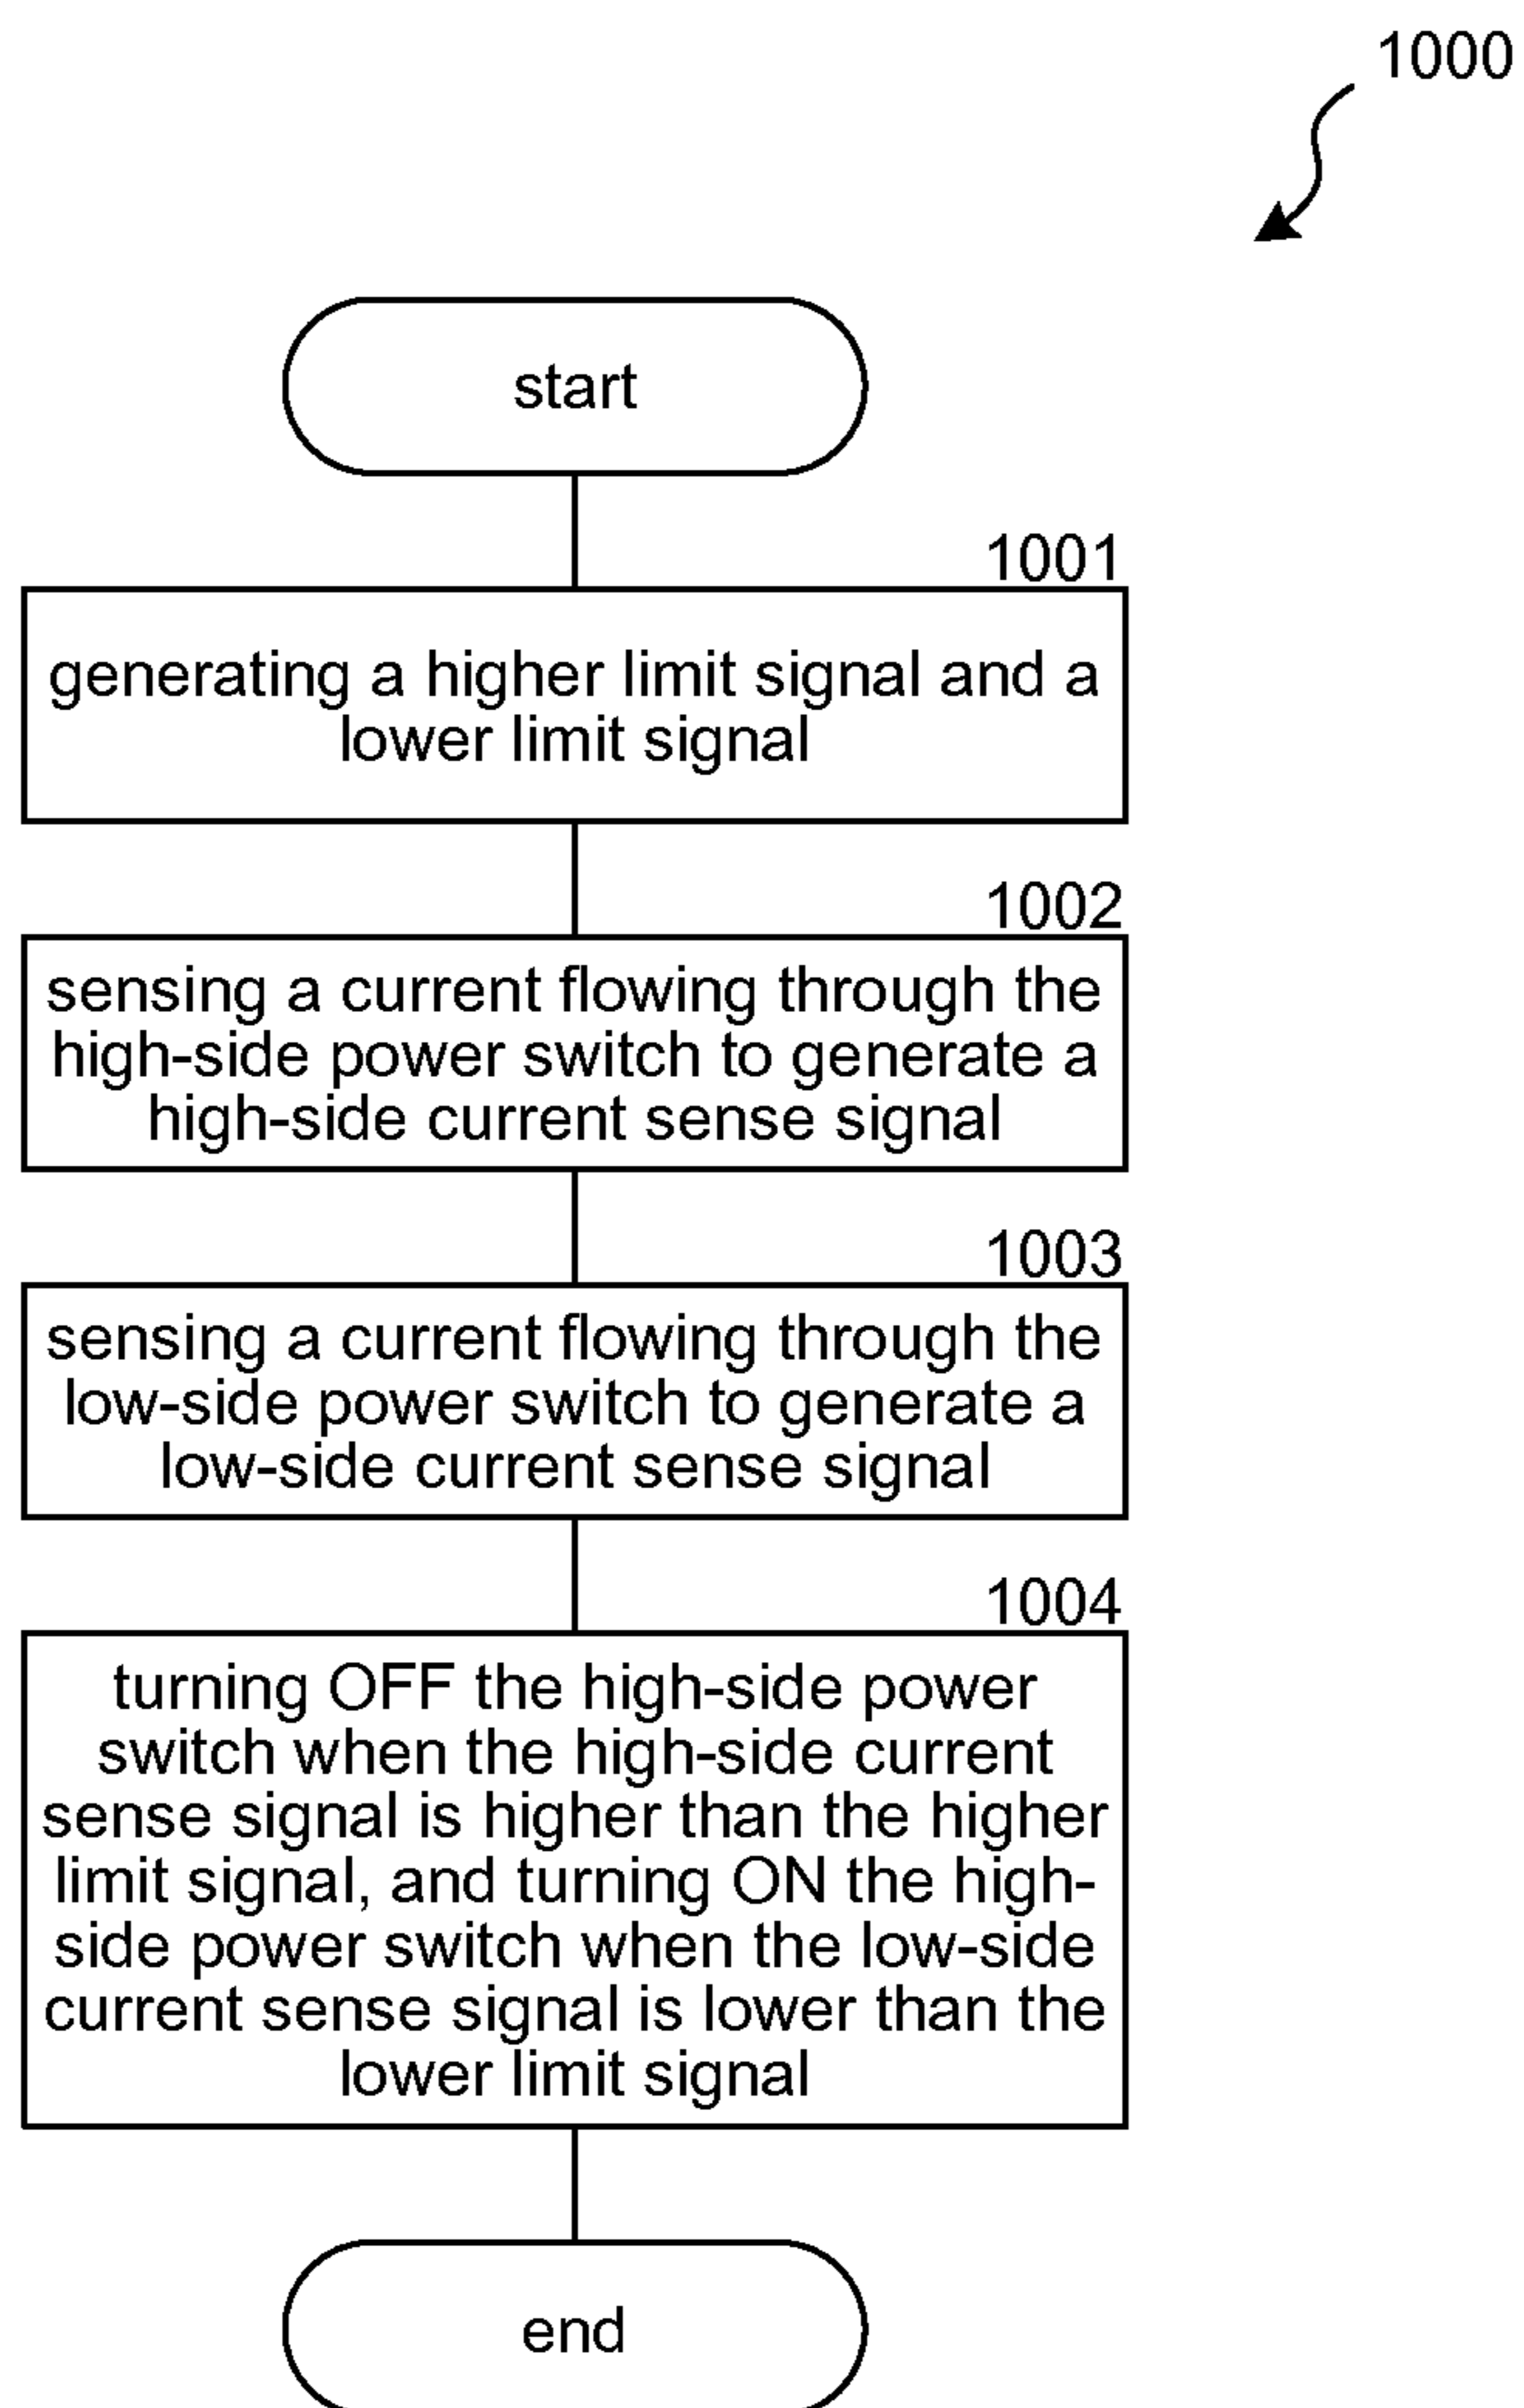 1000
start
1001
generating a higher limit signal and a
lower limit signal
1002
sensing a current flowing through the
high-side power switch to generate a
high-side current sense signal
1003
sensing a current flowing through the
low-side power switch to generate a
low-side current sense signal
1004
turning OFF the high-side power
switch when the high-side current
sense signal is higher than the higher
limit signal, and turning ON the high-
side power switch when the low-side
current sense signal is lower than the
lower limit signal
end